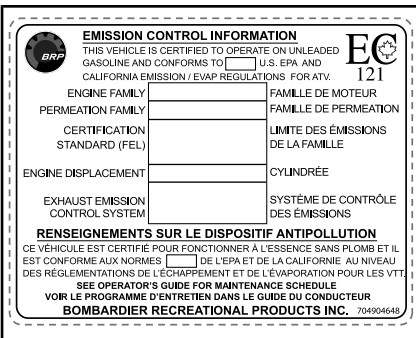 EMISSION CONTROL INFORMATION
BRP
THIS VEHICLE IS CERTIFIED TO OPERATE ON UNLEADED
GASOLINE AND CONFORMS TO U.S. EPA AND
CALIFORNIA EMISSION / EVAP REGULATIONS FOR ATV.
EC
121
ENGINE FAMILY FAMILLE DE MOTEUR
PERMEATION FAMILY FAMILLE DE PERMEATION
CERTIFICATION LIMITE DES ÉMISSIONS
STANDARD (FEL) DE LA FAMILLE
ENGINE DISPLACEMENT CYLINDRÉE
EXHAUST EMISSION SYSTÈME DE CONTRÔLE
CONTROL SYSTEM DES ÉMISSIONS
RENSEIGNEMENTS SUR LE DISPOSITIF ANTIPOLLUTION
CE VÉHICULE EST CERTIFIÉ POUR FONCTIONNER À L'ESSENCE SANS PLOMB ET IL
EST CONFORME AUX NORMES DE L'EPA ET DE LA CALIFORNIE AU NIVEAU
DES RÉGLEMENTATIONS DE L'ÉCHAPPEMENT ET DE L'ÉVAPORATION POUR LES VTT.
SEE OPERATOR'S GUIDE FOR MAINTENANCE SCHEDULE
VOIR LE PROGRAMME D'ENTRETIEN DANS LE GUIDE DU CONDUCTEUR
BOMBARDIER RECREATIONAL PRODUCTS INC. 704904648